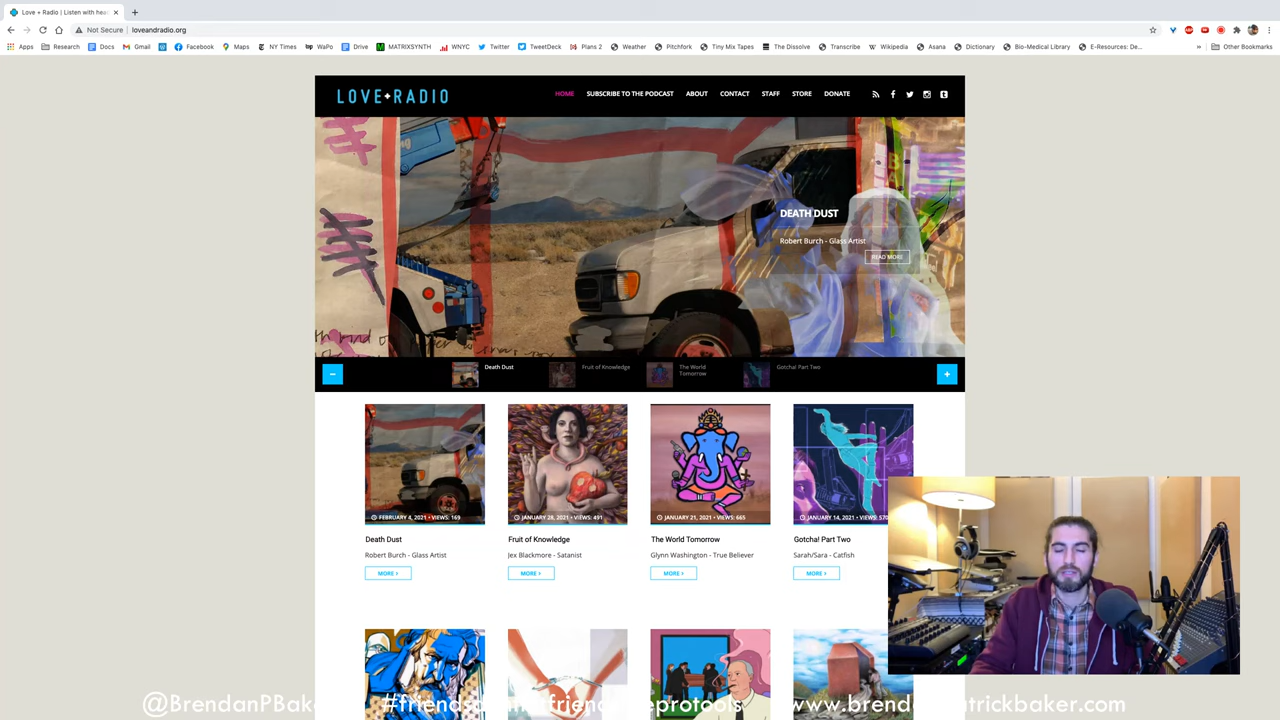 Love + Radio | Listen with hea
Not Secure | loveandradio.org
Apps Research Docs Gmail Facebook Maps NY Times WaPo Drive MATRIXSYNTH WNYC Twitter TweetDeck Plans 2 Weather Pitchfork Tiny Mix Tapes The Dissolve Transcribe Wikipedia Asana Dictionary Bio-Medical Library E-Resources: De... » Other Bookmarks
LOVE+RADIO
HOME SUBSCRIBE TO THE PODCAST ABOUT CONTACT STAFF STORE DONATE
DEATH DUST
Robert Burch - Glass Artist
READ MORE
Death Dust
Fruit of Knowledge
The World
Tomorrow
Gotcha! Part Two
FEBRUARY 4, 2021 • VIEWS: 169
JANUARY 28, 2021 • VIEWS: 491
JANUARY 21, 2021 • VIEWS: 665
JANUARY 14, 2021 • VIEWS: 570
Death Dust
Robert Burch - Glass Artist
MORE >
Fruit of Knowledge
Jex Blackmore - Satanist
MORE >
The World Tomorrow
Glynn Washington - True Believer
MORE >
Gotcha! Part Two
Sarah/Sara - Catfish
MORE >
@BrendanPBak